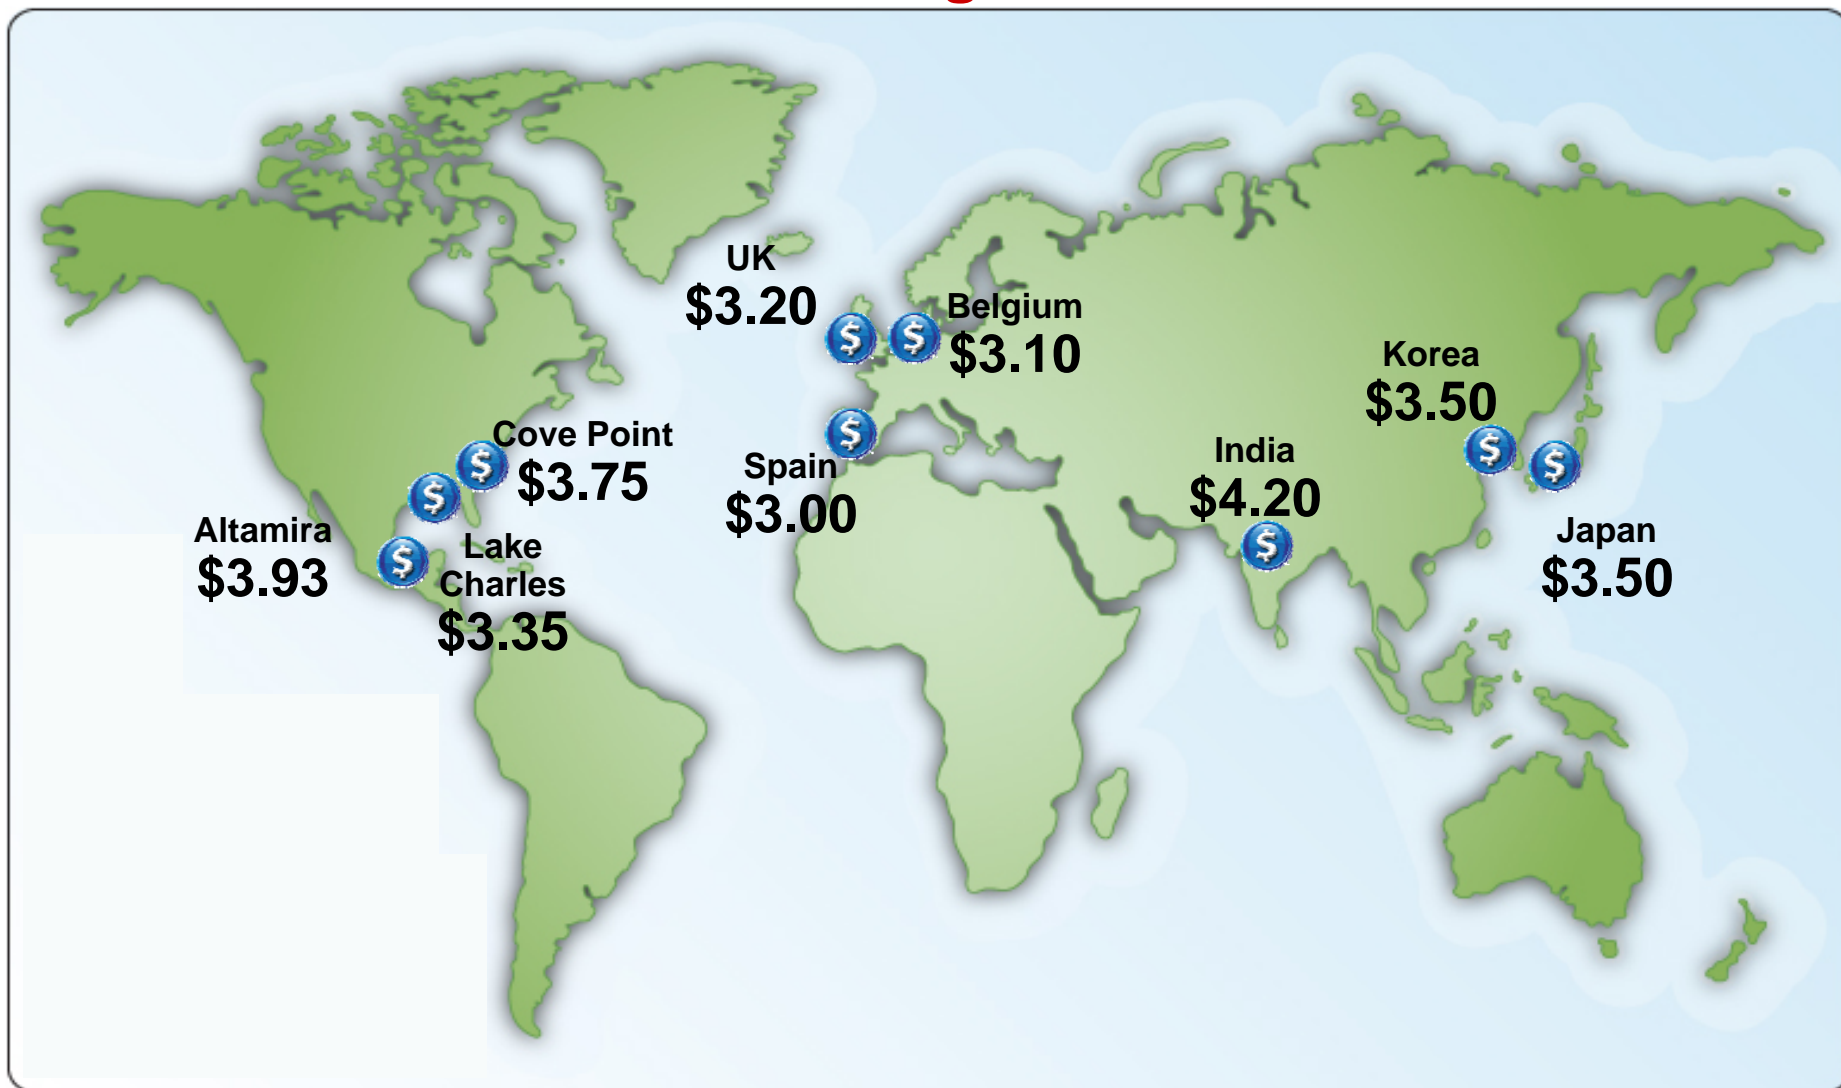 UK
$3.20
Belgium
$3.10
Korea
$3.50
Cove Point
$3.75
Spain
$3.00
India
$4.20
Altamira
$3.93
Lake
Charles
$3.35
Japan
$3.50